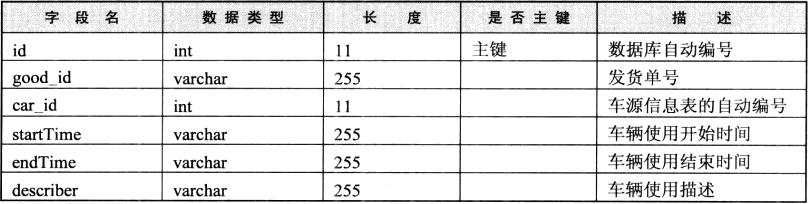 字段名 数据类型 长度 是否主键 描述
id int 11 主键 数据库自动编号
good_id varchar 255 发货单号
car_id int 11 车源信息表的自动编号
startTime varchar 255 车辆使用开始时间
endTime varchar 255 车辆使用结束时间
describer varchar 255 车辆使用描述